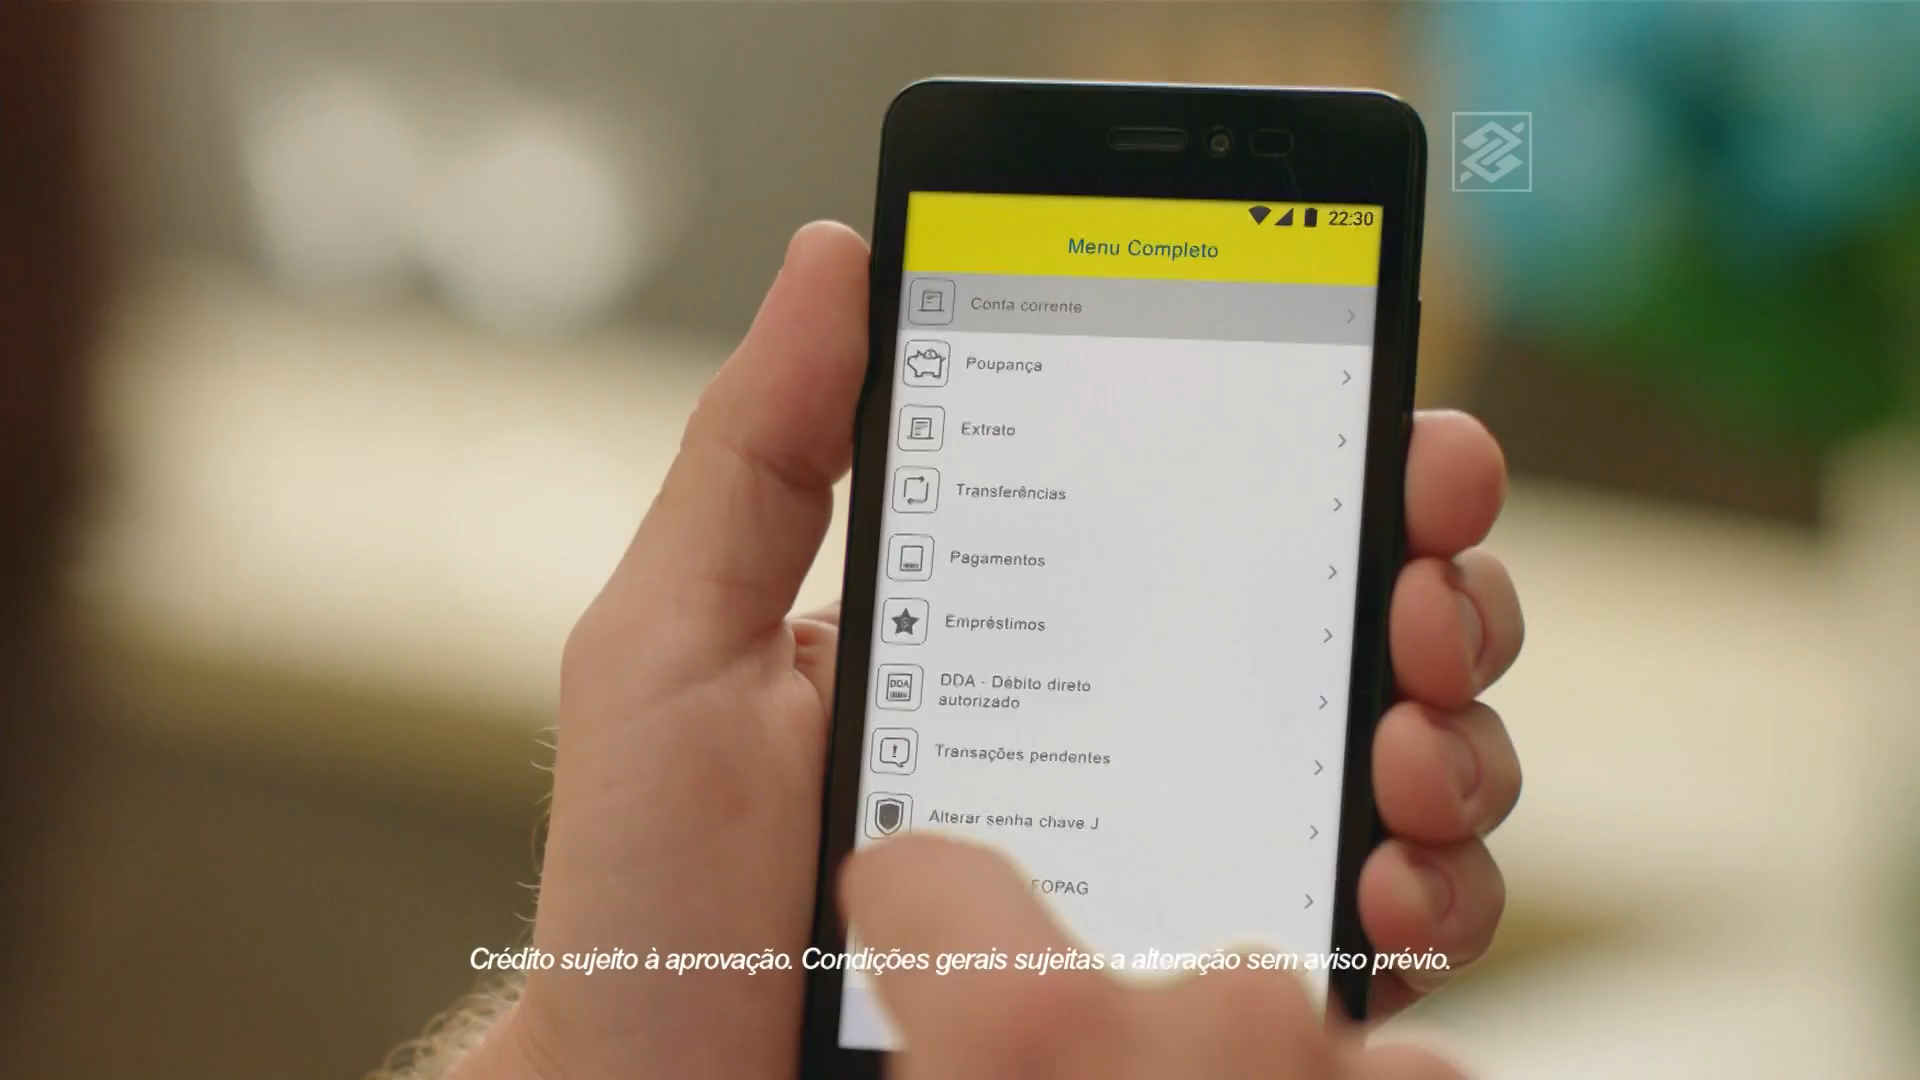 22:30
Menu Completo
Conta corrente
Poupança
Extrato
Transferências
Pagamentos
Empréstimos
DDA
DDA - Débito direto
autorizado
Transações pendentes
Alterar senha chave J
FOPAG
Crédito sujeito à aprovação. Condições gerais sujeitas a alteração sem aviso prévio.